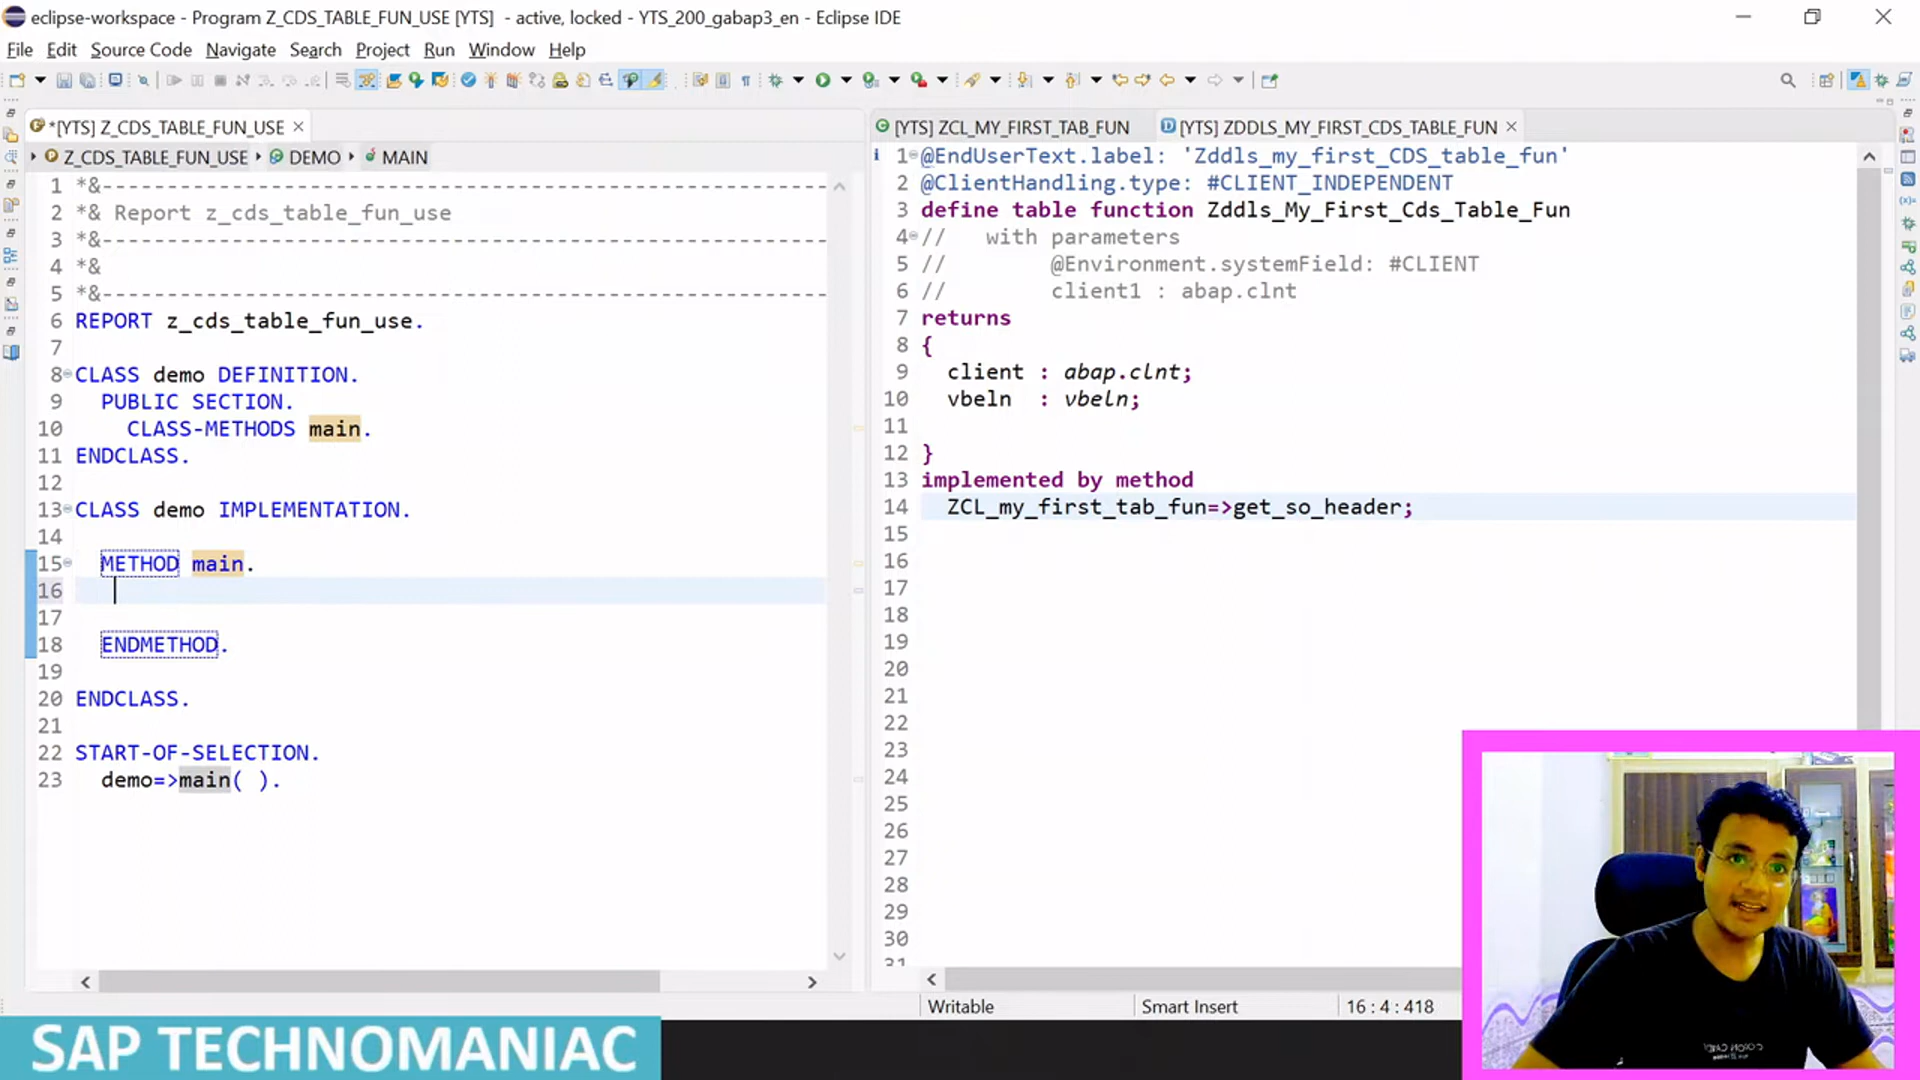 eclipse-workspace - Program Z_CDS_TABLE_FUN_USE [YTS] - active, locked - YTS_200_gabap3_en - Eclipse IDE
File Edit Source Code Navigate Search Project Run Window Help
*[YTS] Z_CDS_TABLE_FUN_USE
Z_CDS_TABLE_FUN_USE DEMO MAIN
1 *&---------------------------------------------------------
2 *& Report z_cds_table_fun_use
3 *&---------------------------------------------------------
4 *&
5 *&---------------------------------------------------------
6 REPORT z_cds_table_fun_use.
7
8 CLASS demo DEFINITION.
9 PUBLIC SECTION.
10 CLASS-METHODS main.
11 ENDCLASS.
12
13 CLASS demo IMPLEMENTATION.
14
15 METHOD main.
16
17
18 ENDMETHOD.
19
20 ENDCLASS.
21
22 START-OF-SELECTION.
23 demo=>main( ).
[YTS] ZCL_MY_FIRST_TAB_FUN [YTS] ZDDLS_MY_FIRST_CDS_TABLE_FUN
1 @EndUserText.label: 'Zddls_my_first_CDS_table_fun'
2 @ClientHandling.type: #CLIENT_INDEPENDENT
3 define table function Zddls_My_First_Cds_Table_Fun
4 // with parameters
5 // @Environment.systemField: #CLIENT
6 // client1 : abap.clnt
7 returns
8 {
9 client : abap.clnt;
10 vbeln : vbeln;
11
12 }
13 implemented by method
14 ZCL_my_first_tab_fun=>get_so_header;
15
16
17
18
19
20
21
22
23
24
25
26
27
28
29
30
31
Writable Smart Insert 16 : 4 : 418
SAP TECHNOMANIAC